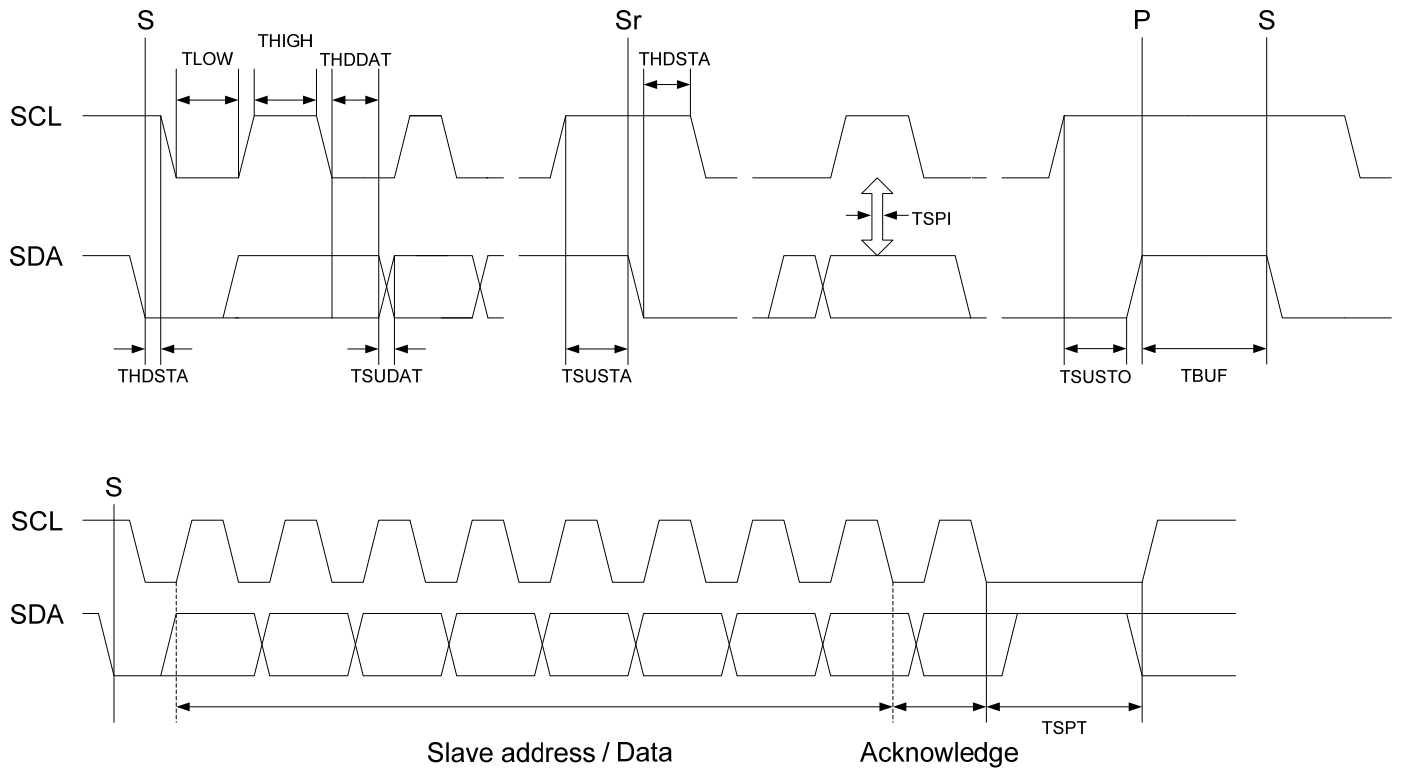 S Sr P S
THIGH
TLOW THDDAT THDSTA
SCL
TSPI
SDA
THDSTA TSUDAT TSUSTA TSUSTO TBUF
S
SCL
SDA
TSPT
Slave address / Data Acknowledge